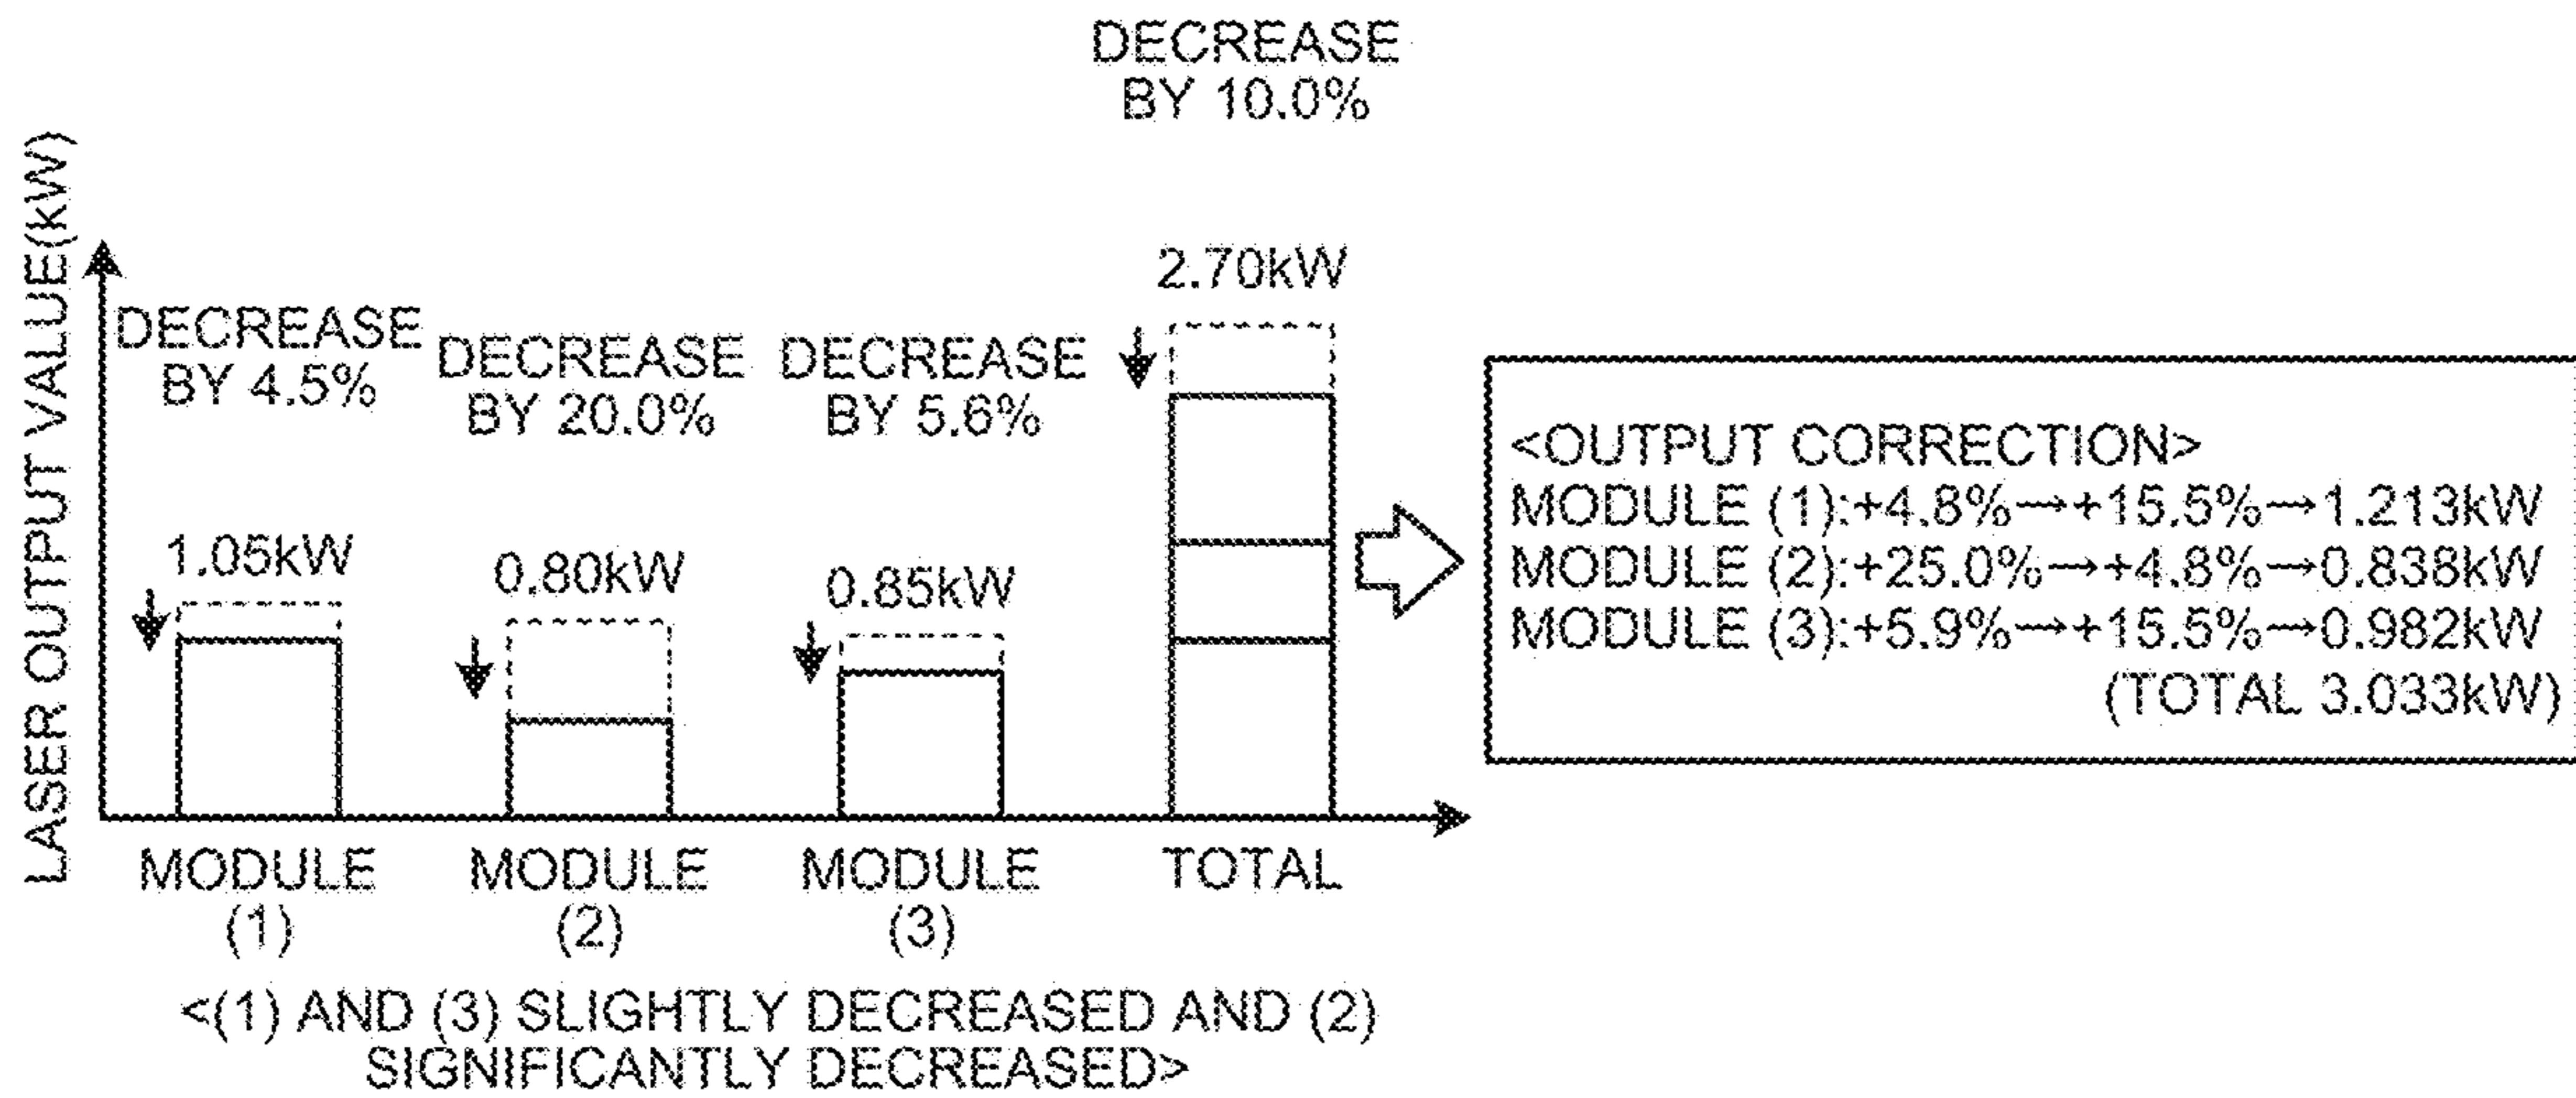 DECREASE
BY 10.0%
LASER OUTPUT VALUE(kW)
2.70kW
DECREASE
BY 4.5%
DECREASE
BY 20.0%
DECREASE
BY 5.6%
1.05kW
0.80kW
0.85kW
<OUTPUT CORRECTION>
MODULE (1):+4.8%→+15.5%→1.213kW
MODULE (2):+25.0%→+4.8%→0.838kW
MODULE (3):+5.9%→+15.5%→0.982kW
(TOTAL 3.033kW)
MODULE
(1)
MODULE
(2)
MODULE
(3)
TOTAL
<(1) AND (3) SLIGHTLY DECREASED AND (2)
SIGNIFICANTLY DECREASED>